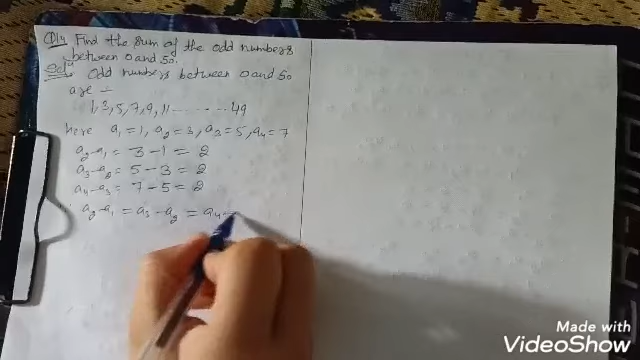 Q14 Find the sum of the odd numbers
between 0 and 50.
Solⁿ Odd numbers between 0 and 50
are -
1, 3, 5, 7, 9, 11 ......... 49
Here a₁ = 1, a₂ = 3, a₃ = 5, a₄ = 7
a₂-a₁ = 3 - 1 = 2
a₃-a₂ = 5 - 3 = 2
a₄-a₃ = 7 - 5 = 2
a₂-a₁ = a₃-a₂ = a₄-
Made with
VideoShow